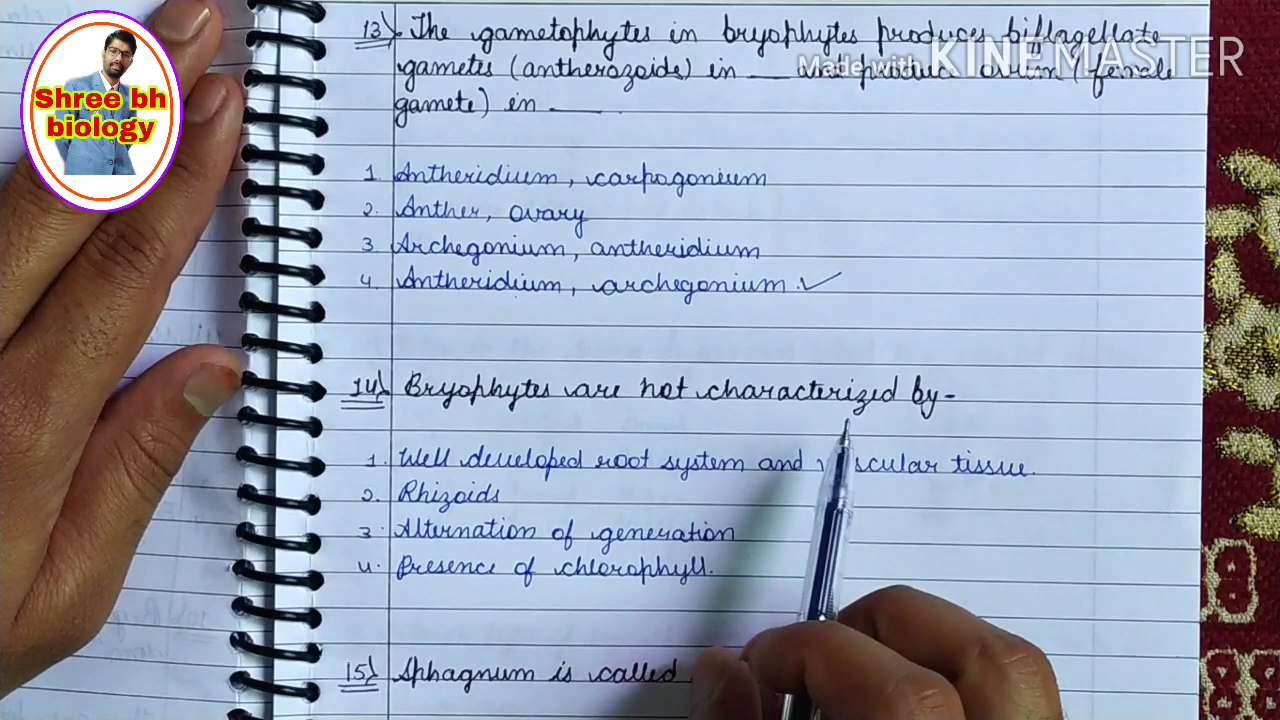 Shree bh
biology
Made with KINEMASTER
13) The gametophytes in bryophytes produces biflagellate
gametes (antherozoids) in ___ and produce ovum (female
gamete) in ___.
1. Antheridium, carpogonium
2. Anther, ovary
3. Archegonium, antheridium
4. Antheridium, archegonium. ✓
14) Bryophytes are not characterized by-
1. Well developed root system and vascular tissue.
2. Rhizoids
3. Alternation of generation
4. Presence of chlorophyll.
15) Sphagnum is called